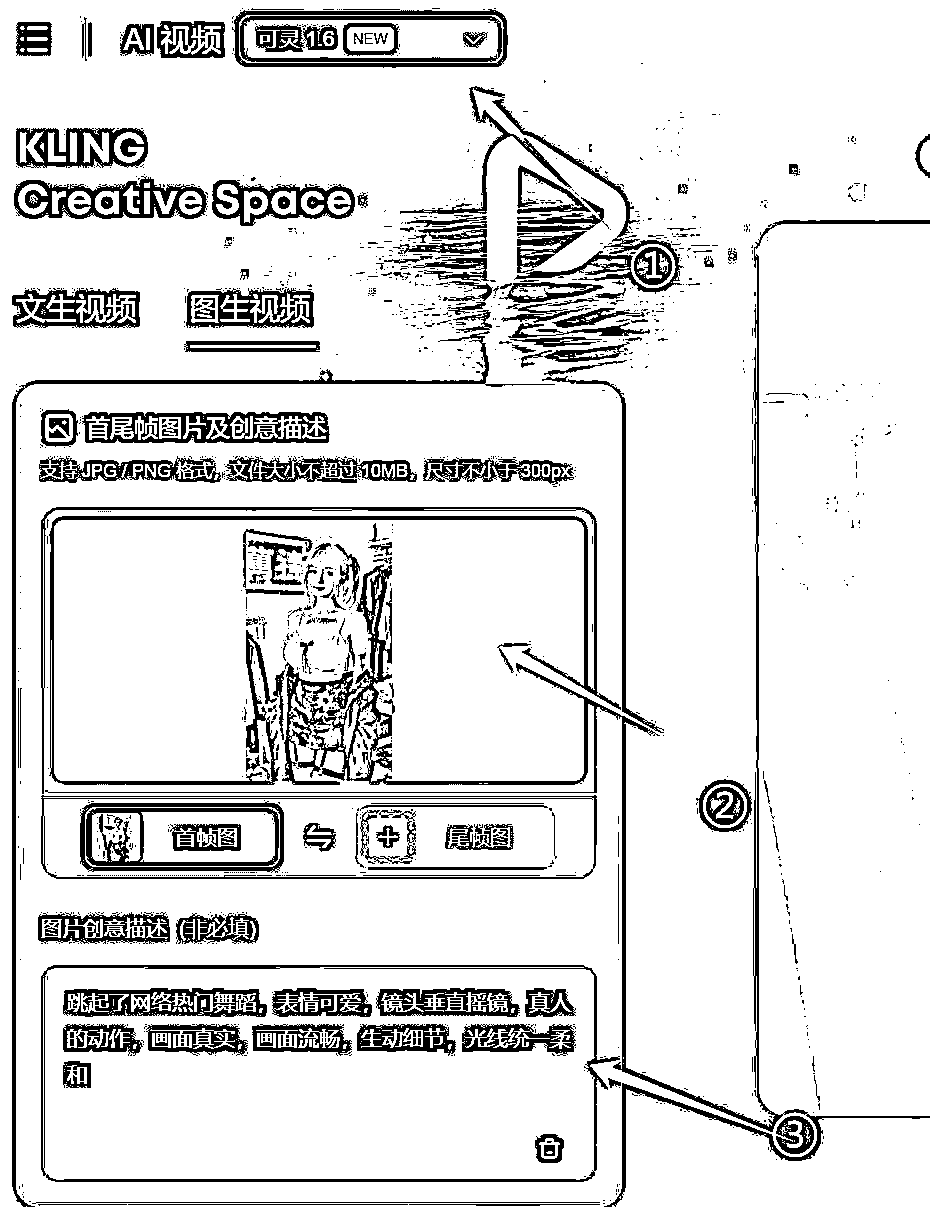 AI 视频 可灵 1.6 NEW
KLING
Creative Space
①
文生视频 图生视频
首尾帧图片及创意描述
支持 JPG / PNG 格式，文件大小不超过 10MB，尺寸不小于 300px
②
首帧图 尾帧图
图片创意描述 (非必填)
跳起了网络热门舞蹈，表情可爱，镜头垂直摇镜，真人
的动作，画面真实，画面流畅，生动细节，光线统一柔
和
③